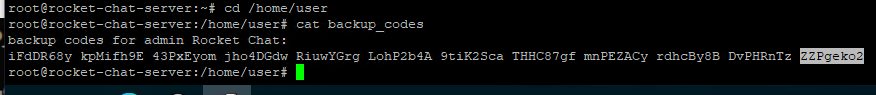 root@rocket-chat-server:~# cd /home/user
root@rocket-chat-server:/home/user# cat backup_codes
backup codes for admin Rocket Chat:
iFdDR68y kpMifh9E 43PxEyom jho4DGdw RiuwYGrg LohP2b4A 9tiK2Sca THHC87gf mnPEZACy rdhcBy8B DvPHRnTz ZZPgeko2
root@rocket-chat-server:/home/user#